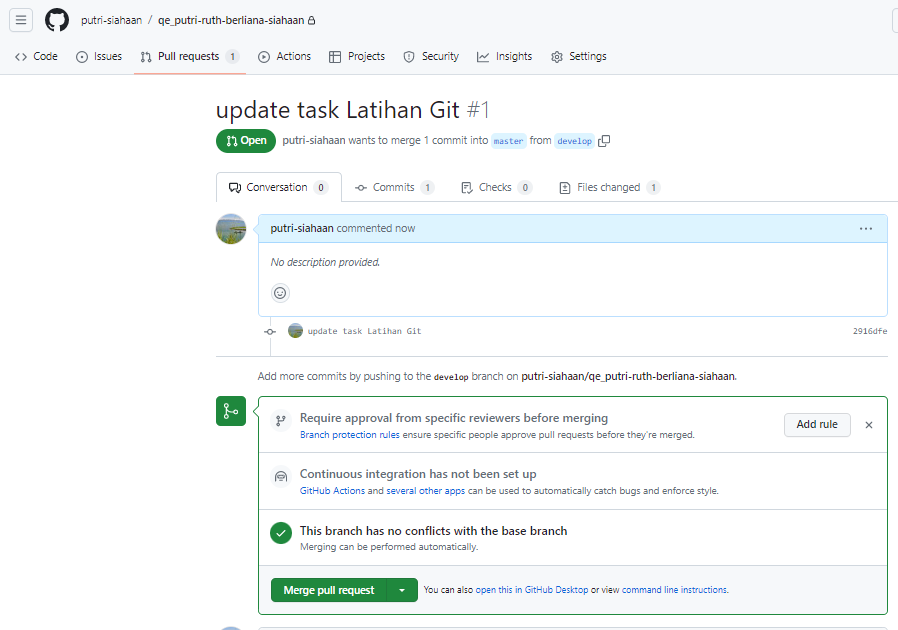 putri-siahaan / qe_putri-ruth-berliana-siahaan
Code Issues Pull requests 1 Actions Projects Security Insights Settings
update task Latihan Git #1
Open putri-siahaan wants to merge 1 commit into master from develop
Conversation 0 Commits 1 Checks 0 Files changed 1
putri-siahaan commented now ...
No description provided.
update task Latihan Git 2916dfe
Add more commits by pushing to the develop branch on putri-siahaan/qe_putri-ruth-berliana-siahaan.
Require approval from specific reviewers before merging
Branch protection rules ensure specific people approve pull requests before they're merged.
Add rule
Continuous integration has not been set up
GitHub Actions and several other apps can be used to automatically catch bugs and enforce style.
This branch has no conflicts with the base branch
Merging can be performed automatically.
Merge pull request You can also open this in GitHub Desktop or view command line instructions.